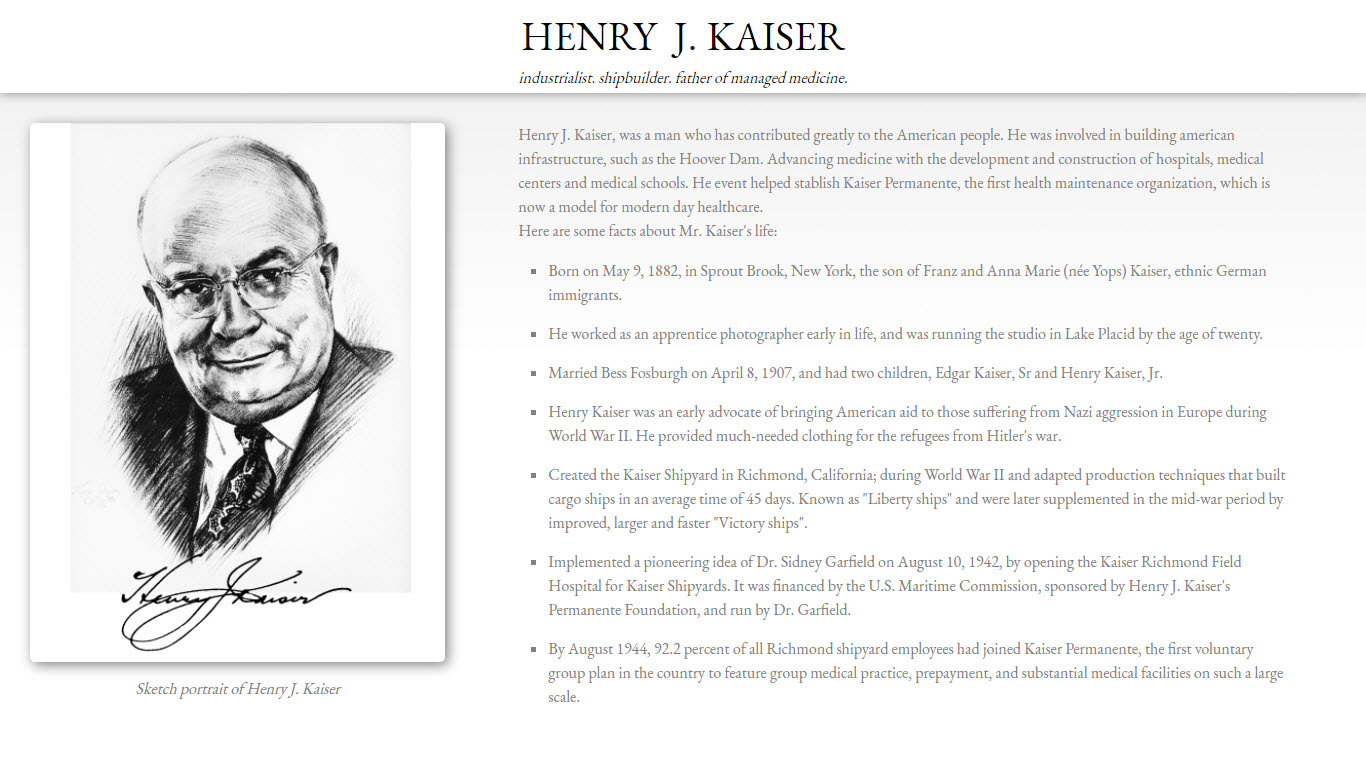 HENRY J. KAISER
industrialist. shipbuilder. father of managed medicine.
Henry J. Kaiser
Sketch portrait of Henry J. Kaiser
Henry J. Kaiser, was a man who has contributed greatly to the American people. He was involved in building american
infrastructure, such as the Hoover Dam. Advancing medicine with the development and construction of hospitals, medical
centers and medical schools. He event helped stablish Kaiser Permanente, the first health maintenance organization, which is
now a model for modern day healthcare.
Here are some facts about Mr. Kaiser's life:
Born on May 9, 1882, in Sprout Brook, New York, the son of Franz and Anna Marie (née Yops) Kaiser, ethnic German
immigrants.
He worked as an apprentice photographer early in life, and was running the studio in Lake Placid by the age of twenty.
Married Bess Fosburgh on April 8, 1907, and had two children, Edgar Kaiser, Sr and Henry Kaiser, Jr.
Henry Kaiser was an early advocate of bringing American aid to those suffering from Nazi aggression in Europe during
World War II. He provided much-needed clothing for the refugees from Hitler's war.
Created the Kaiser Shipyard in Richmond, California; during World War II and adapted production techniques that built
cargo ships in an average time of 45 days. Known as "Liberty ships" and were later supplemented in the mid-war period by
improved, larger and faster "Victory ships".
Implemented a pioneering idea of Dr. Sidney Garfield on August 10, 1942, by opening the Kaiser Richmond Field
Hospital for Kaiser Shipyards. It was financed by the U.S. Maritime Commission, sponsored by Henry J. Kaiser's
Permanente Foundation, and run by Dr. Garfield.
By August 1944, 92.2 percent of all Richmond shipyard employees had joined Kaiser Permanente, the first voluntary
group plan in the country to feature group medical practice, prepayment, and substantial medical facilities on such a large
scale.